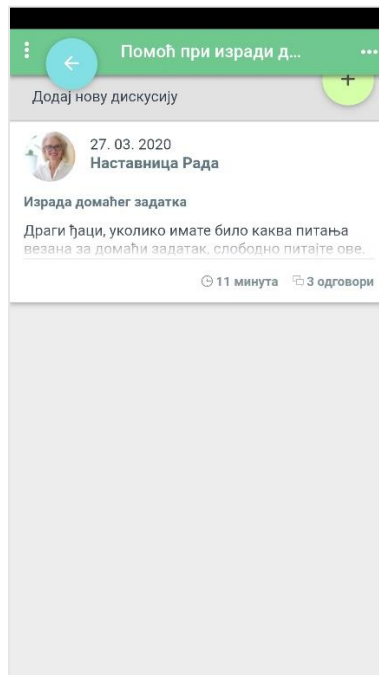 Помоћ при изради д...
Додај нову дискусију
27. 03. 2020
Наставница Рада
Израда домаћег задатка
Драги ђаци, уколико имате било каква питања
везана за домаћи задатак, слободно питајте ове.
11 минута 3 одговори